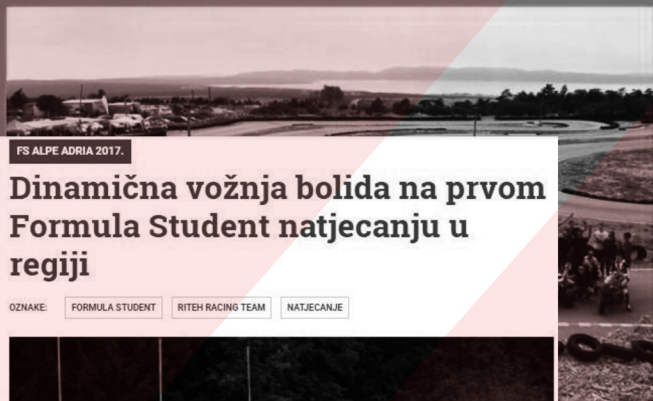 FS ALPE ADRIA 2017.
Dinamična vožnja bolida na prvom
Formula Student natjecanju u
regiji
OZNAKE: FORMULA STUDENT RITEH RACING TEAM NATJECANJE